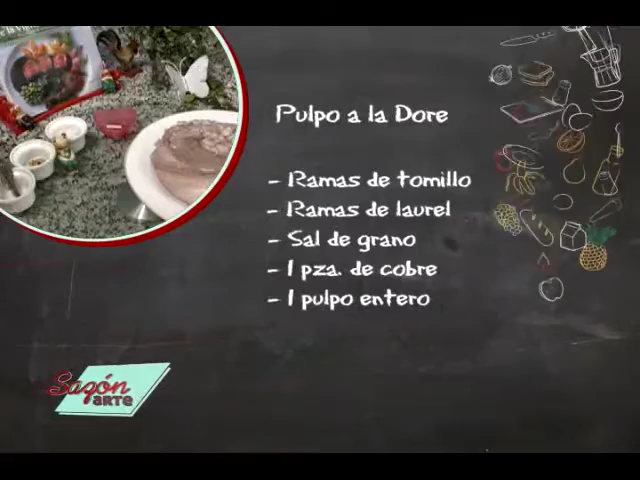 Pulpo a la Dore
- Ramas de tomillo
- Ramas de laurel
- Sal de grano
- 1 pza. de cobre
- 1 pulpo entero
Sazón
ARTE